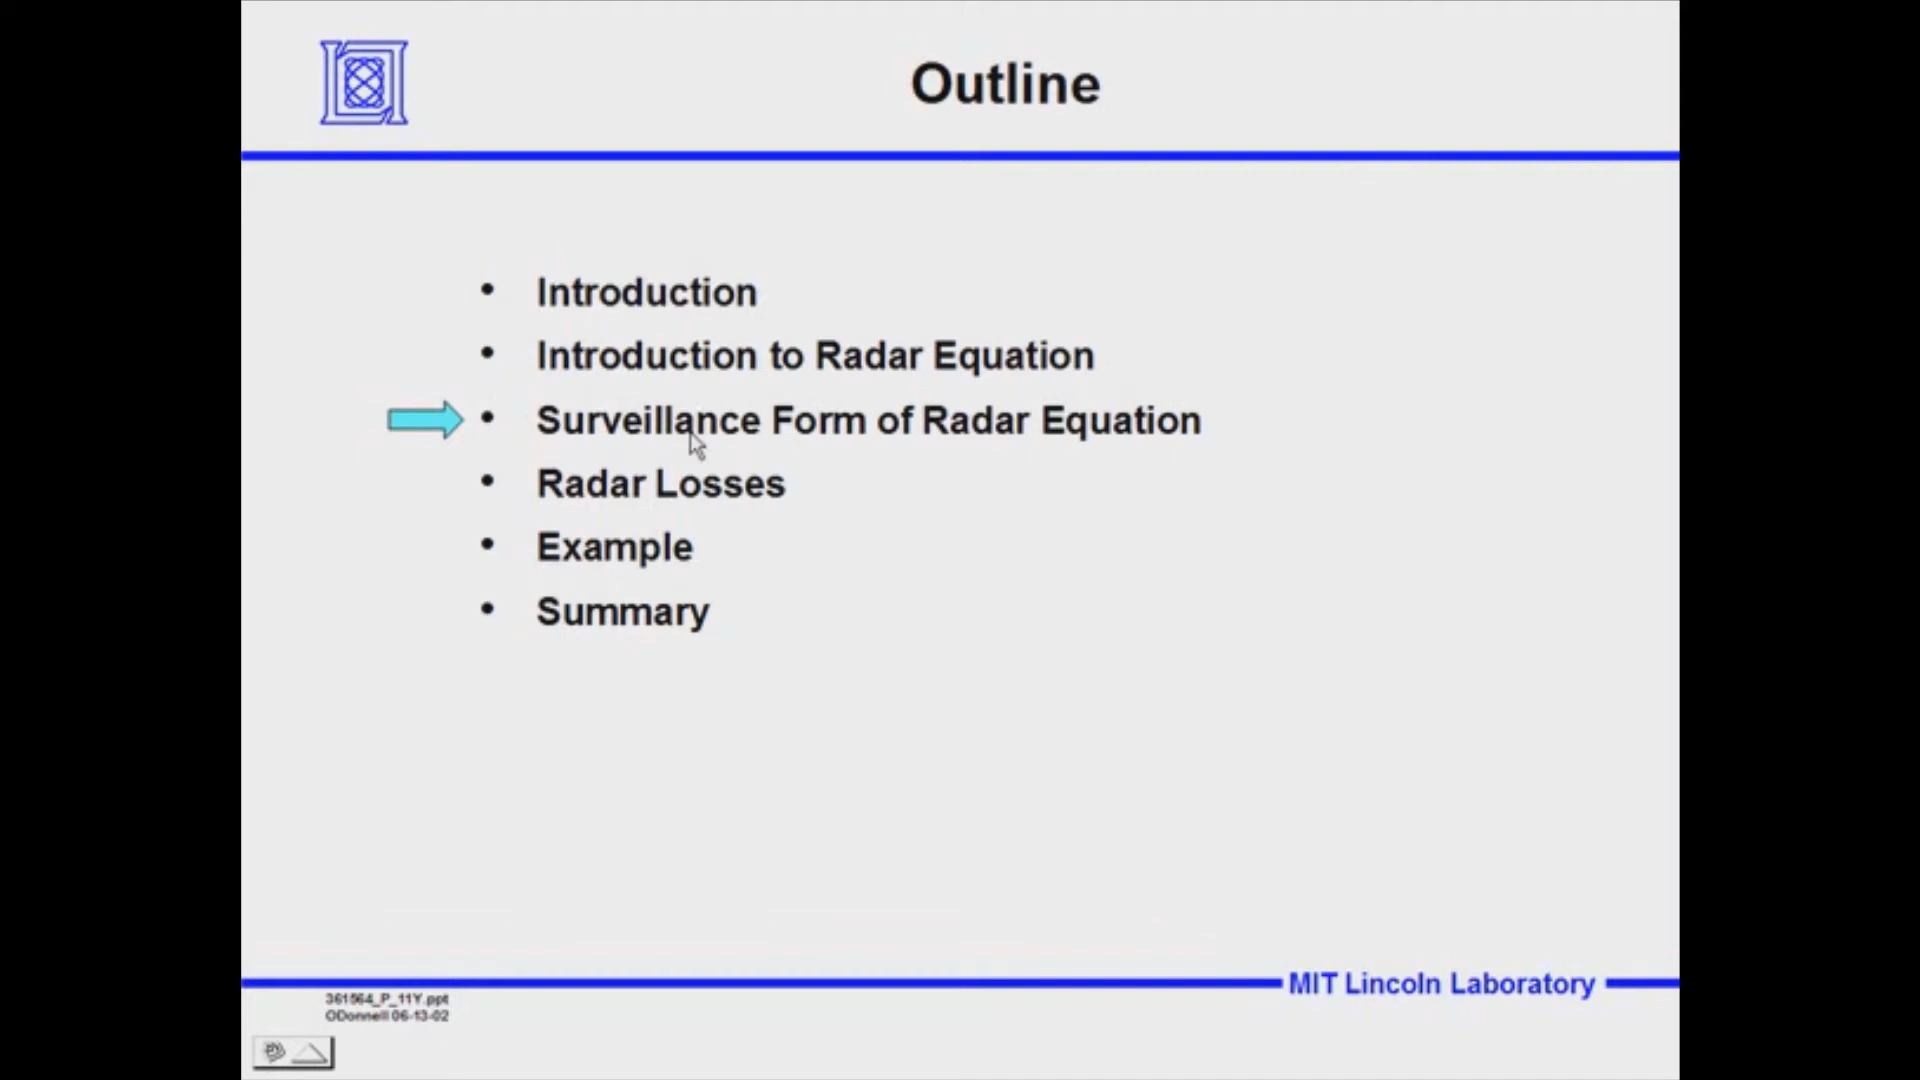 Outline
• Introduction
• Introduction to Radar Equation
• Surveillance Form of Radar Equation
• Radar Losses
• Example
• Summary
MIT Lincoln Laboratory
361564_P_11Y.ppt
ODonnell 06-13-02